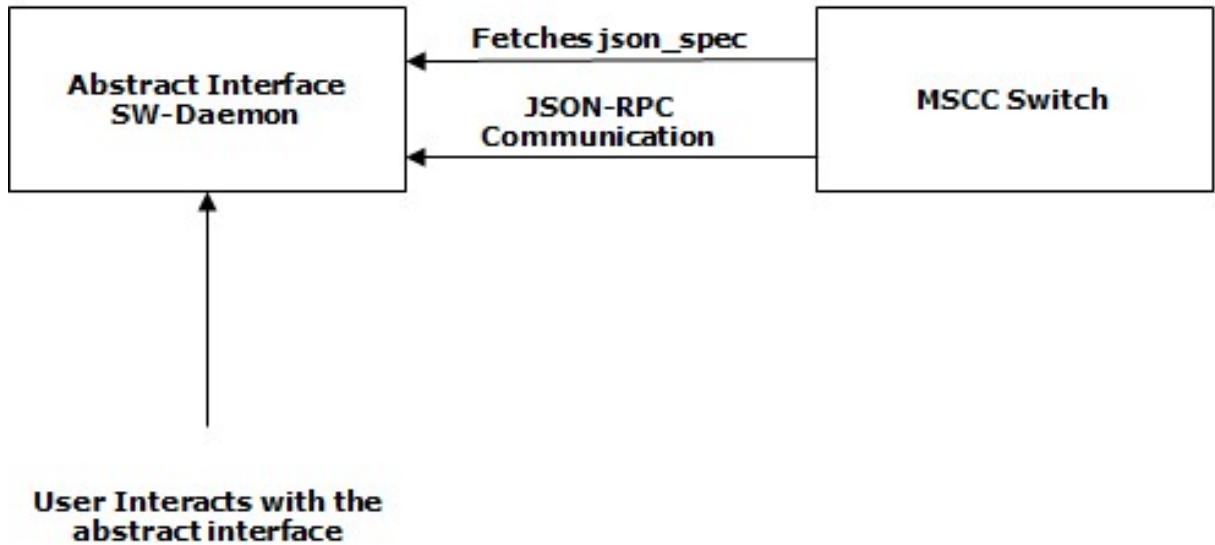 Fetches json_spec
Abstract Interface
SW-Daemon
MSCC Switch
JSON-RPC
Communication
User Interacts with the
abstract interface